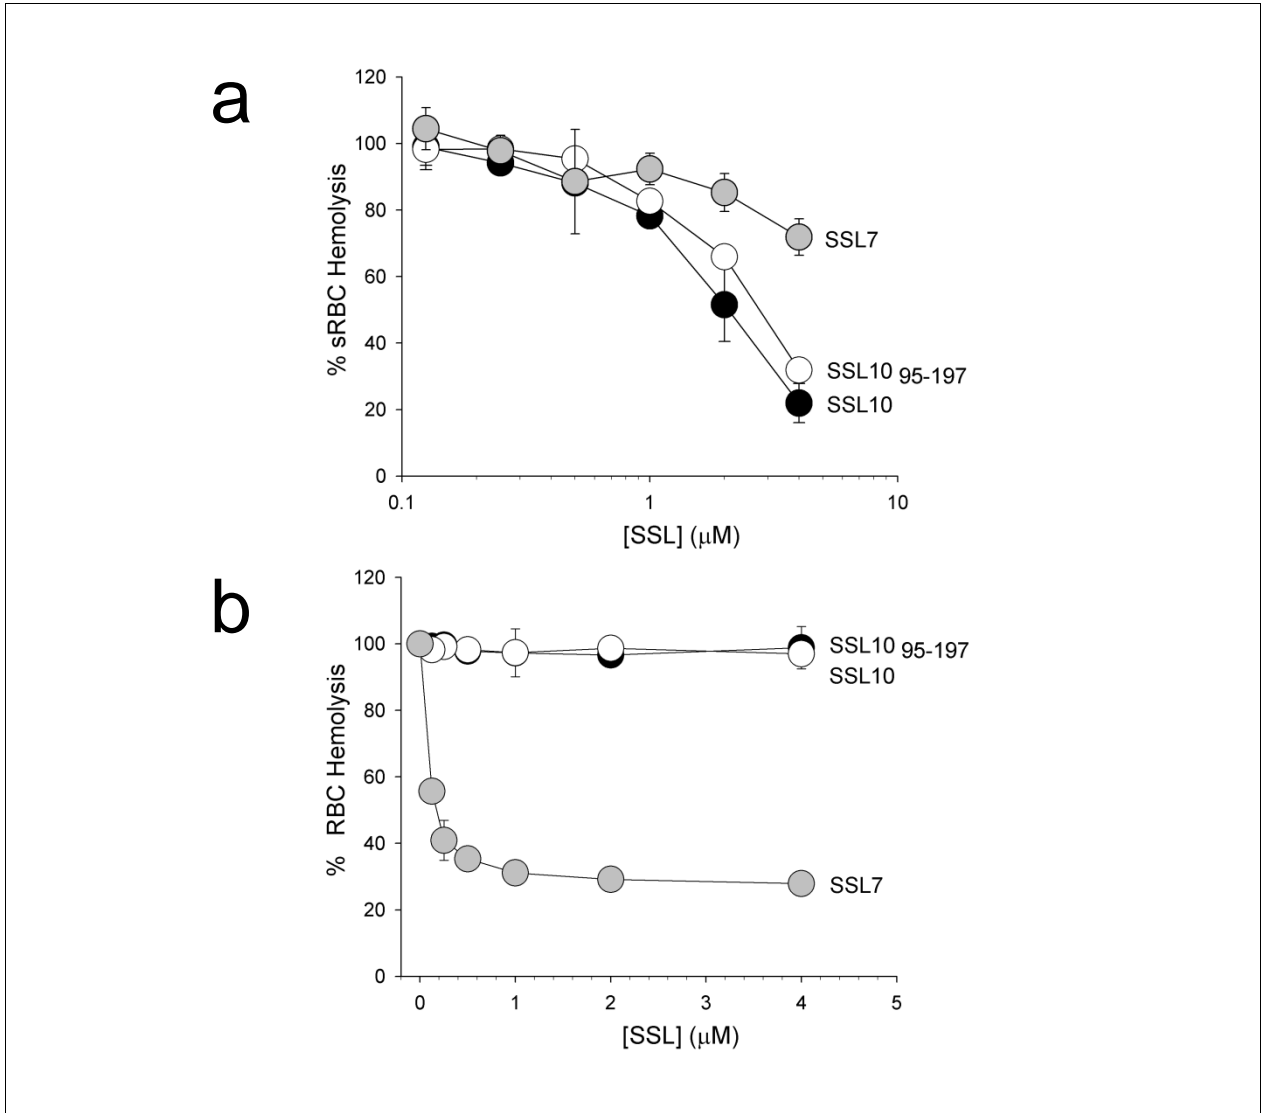 a
120
100
80
60
40
20
0
% sRBC Hemolysis
SSL7
SSL10 95-197
SSL10
0.1 1 10
[SSL] (μM)
b
120
100
80
60
40
20
0
% RBC Hemolysis
SSL10 95-197
SSL10
SSL7
0 1 2 3 4 5
[SSL] (μM)